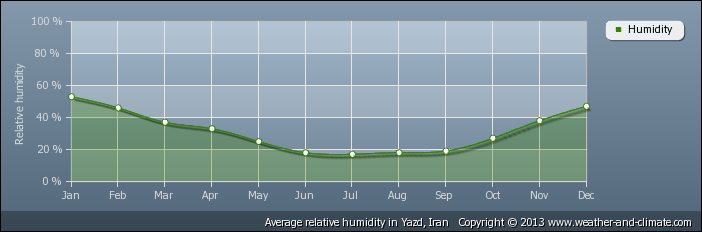 100 %
80 %
60 %
40 %
20 %
0 %
Relative humidity
Jan Feb Mar Apr May Jun Jul Aug Sep Oct Nov Dec
Humidity
Average relative humidity in Yazd, Iran Copyright © 2013 www.weather-and-climate.com